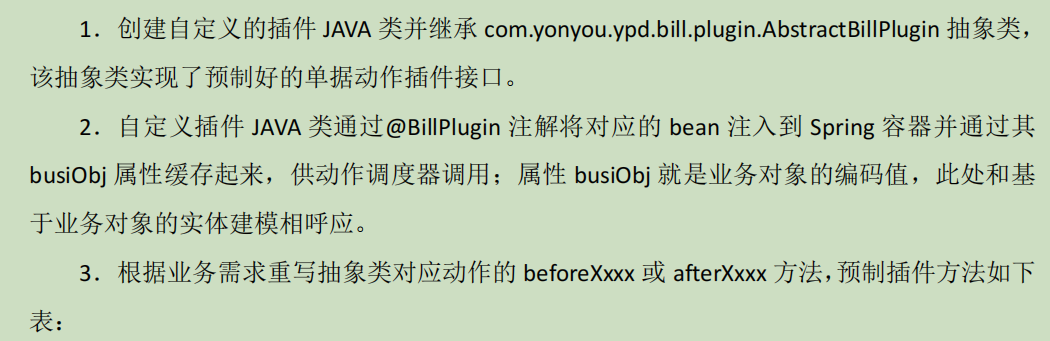 1．创建自定义的插件 JAVA 类并继承 com.yonyou.ypd.bill.plugin.AbstractBillPlugin 抽象类，
该抽象类实现了预制好的单据动作插件接口。
2．自定义插件 JAVA 类通过@BillPlugin 注解将对应的 bean 注入到 Spring 容器并通过其
busiObj 属性缓存起来，供动作调度器调用；属性 busiObj 就是业务对象的编码值，此处和基
于业务对象的实体建模相呼应。
3．根据业务需求重写抽象类对应动作的 beforeXxxx 或 afterXxxx 方法，预制插件方法如下
表：